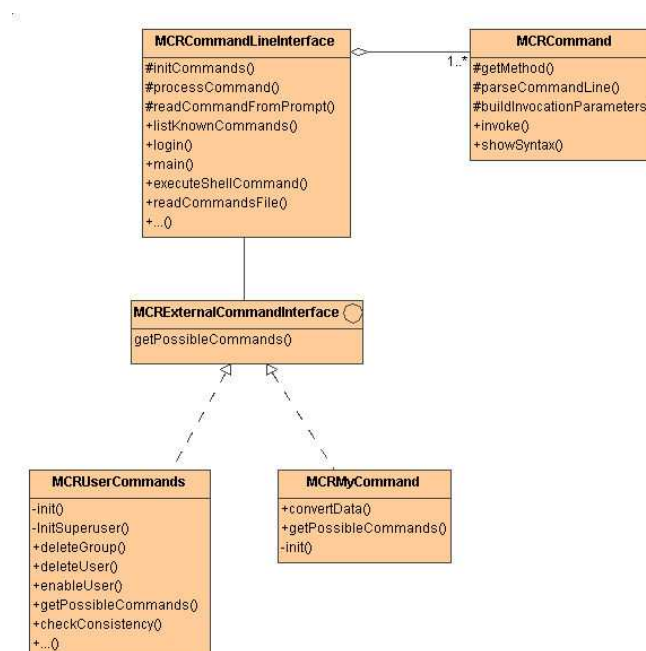 MCRCommandLineInterface
#initCommands()
#processCommand()
#readCommandFromPrompt()
+listKnownCommands()
+login()
+main()
+executeShellCommand()
+readCommandsFile()
+...()
1..*
MCRCommand
#getMethod()
#parseCommandLine()
#buildInvocationParameters
+invoke()
+showSyntax()
MCRExternalCommandInterface
getPossibleCommands()
MCRUserCommands
-init()
-InitSuperuser()
+deleteGroup()
+deleteUser()
+enableUser()
+getPossibleCommands()
+checkConsistency()
+...()
MCRMyCommand
+convertData()
+getPossibleCommands()
-init()